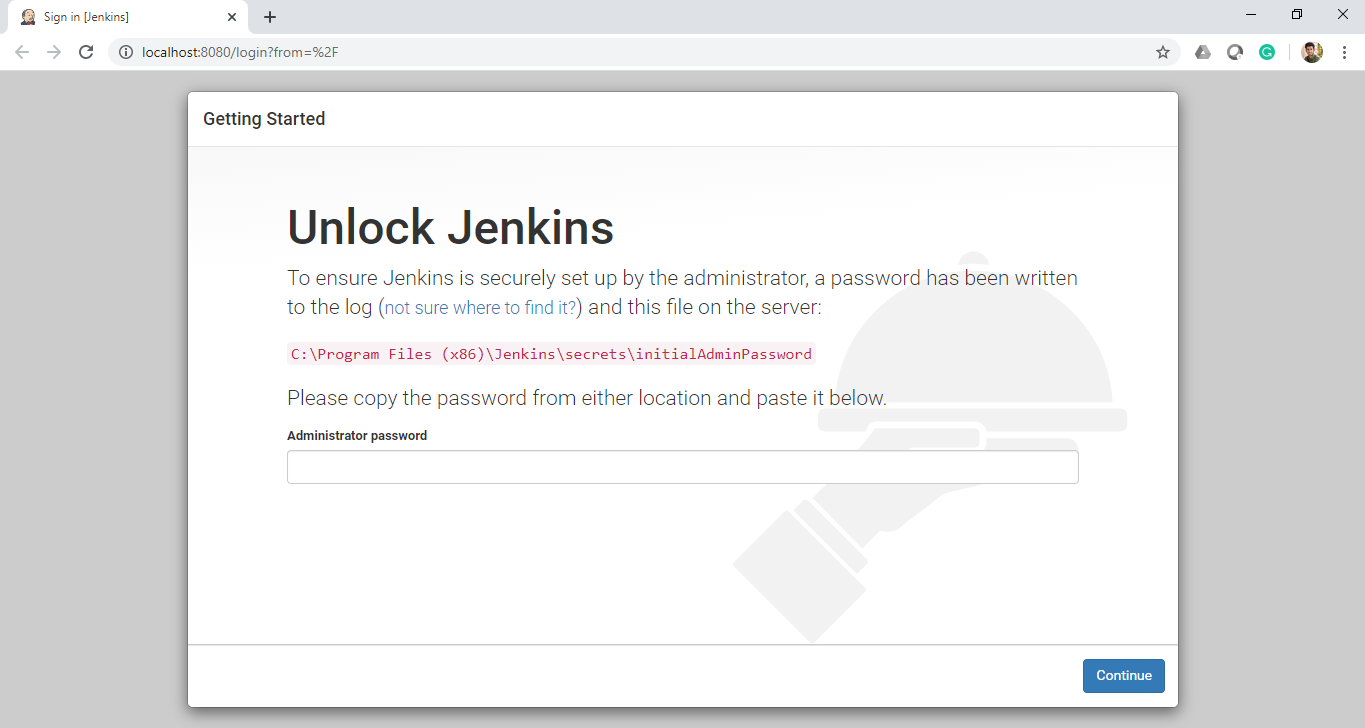 Sign in [Jenkins]
localhost:8080/login?from=%2F
Getting Started
Unlock Jenkins
To ensure Jenkins is securely set up by the administrator, a password has been written
to the log (not sure where to find it?) and this file on the server:
C:\Program Files (x86)\Jenkins\secrets\initialAdminPassword
Please copy the password from either location and paste it below.
Administrator password
Continue